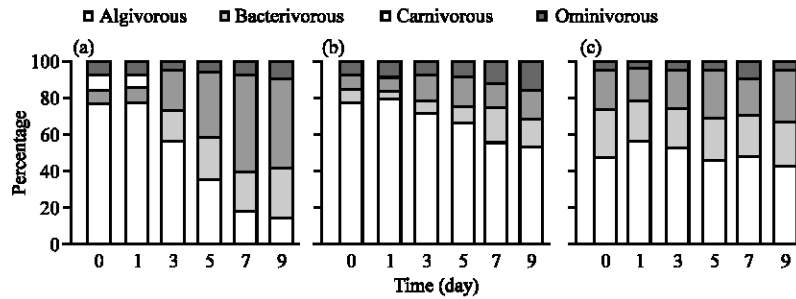 Algivorous Bacterivorous Carnivorous Ominivorous
(a) (b) (c)
Percentage
100
80
60
40
20
0
0 1 3 5 7 9 0 1 3 5 7 9 0 1 3 5 7 9
Time (day)